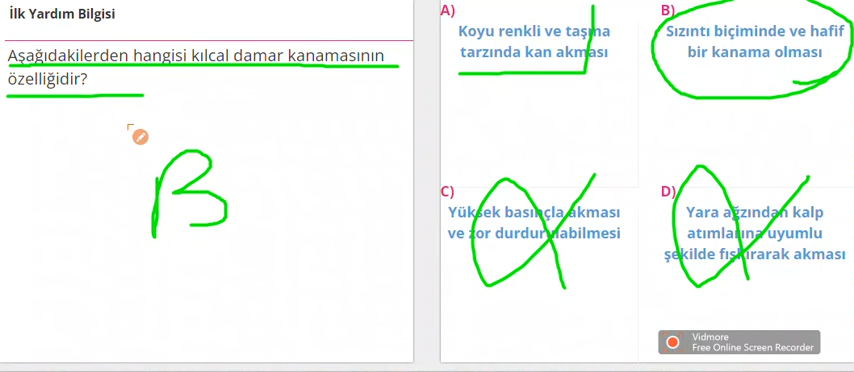 İlk Yardım Bilgisi
Aşağıdakilerden hangisi kılcal damar kanamasının
özelliğidir?
B
A)
Koyu renkli ve taşma
tarzında kan akması
B)
Sızıntı biçiminde ve hafif
bir kanama olması
C)
Yüksek basınçla akması
ve zor durdurulabilmesi
D)
Yara ağzından kalp
atımlarına uyumlu
şekilde fışkırarak akması
Vidmore
Free Online Screen Recorder